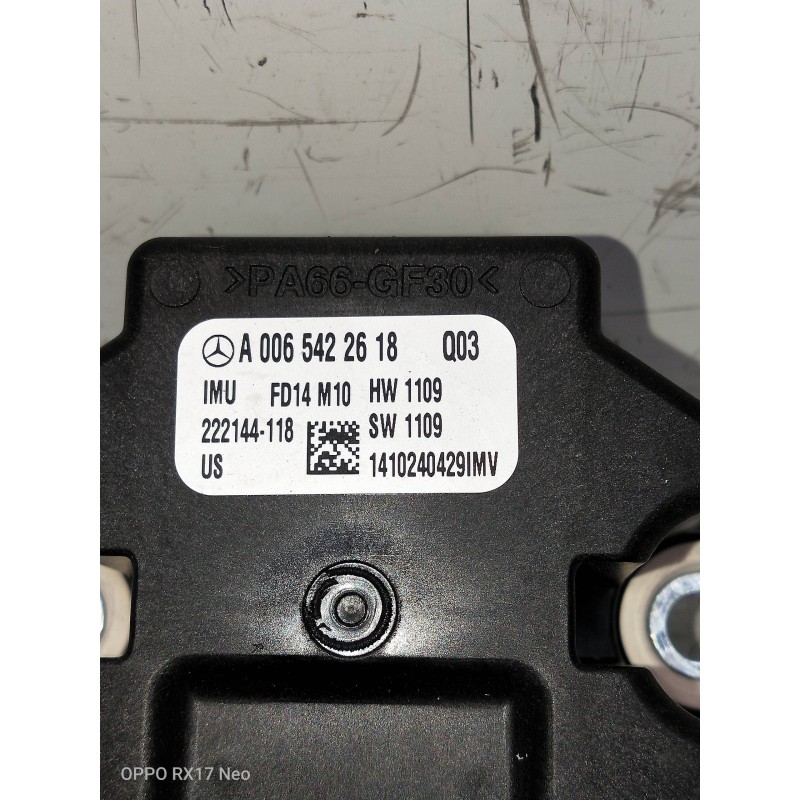 >PA66-GF30<
A 006 542 26 18 Q03
IMU FD14 M10 HW 1109
222144-118 SW 1109
US 1410240429IMV
OPPO RX17 Neo